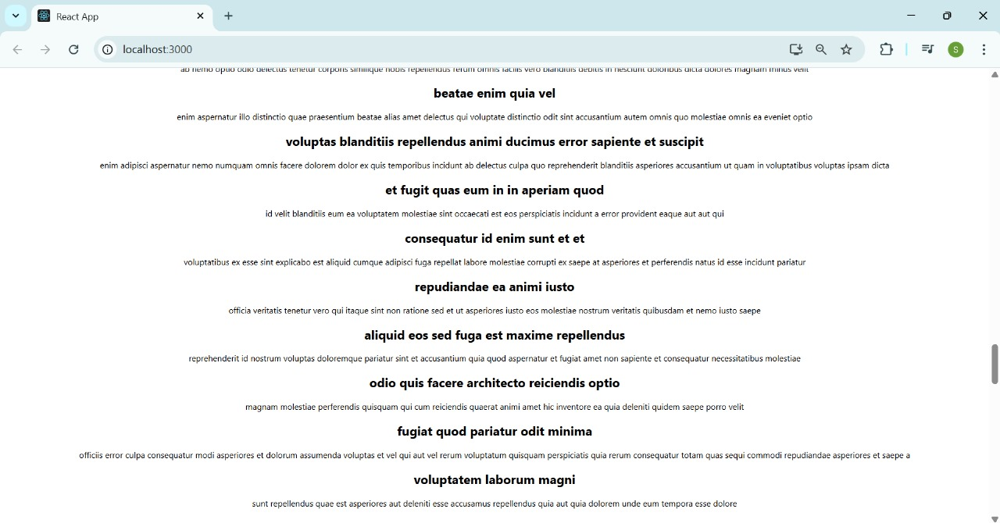 React App
localhost:3000
S
ab nemo optio odio delectus tenetur corporis similique nobis repellendus rerum omnis facilis vero blanditiis debitis in nesciunt doloribus dicta dolores magnam minus velit
beatae enim quia vel
enim aspernatur illo distinctio quae praesentium beatae alias amet delectus qui voluptate distinctio odit sint accusantium autem omnis quo molestiae omnis ea eveniet optio
voluptas blanditiis repellendus animi ducimus error sapiente et suscipit
enim adipisci aspernatur nemo numquam omnis facere dolorem dolor ex quis temporibus incidunt ab delectus culpa quo reprehenderit blanditiis asperiores accusantium ut quam in voluptatibus voluptas ipsam dicta
et fugit quas eum in in aperiam quod
id velit blanditiis eum ea voluptatem molestiae sint occaecati est eos perspiciatis incidunt a error provident eaque aut aut qui
consequatur id enim sunt et et
voluptatibus ex esse sint explicabo est aliquid cumque adipisci fuga repellat labore molestiae corrupti ex saepe at asperiores et perferendis natus id esse incidunt pariatur
repudiandae ea animi iusto
officia veritatis tenetur vero qui itaque sint non ratione sed et ut asperiores iusto eos molestiae nostrum veritatis quibusdam et nemo iusto saepe
aliquid eos sed fuga est maxime repellendus
reprehenderit id nostrum voluptas doloremque pariatur sint et accusantium quia quod aspernatur et fugiat amet non sapiente et consequatur necessitatibus molestiae
odio quis facere architecto reiciendis optio
magnam molestiae perferendis quisquam qui cum reiciendis quaerat animi amet hic inventore ea quia deleniti quidem saepe porro velit
fugiat quod pariatur odit minima
officiis error culpa consequatur modi asperiores et dolorum assumenda voluptas et vel qui aut vel rerum voluptatum quisquam perspiciatis quia rerum consequatur totam quas sequi commodi repudiandae asperiores et saepe a
voluptatem laborum magni
sunt repellendus quae est asperiores aut deleniti esse accusamus repellendus quia aut quia dolorem unde eum tempora esse dolore